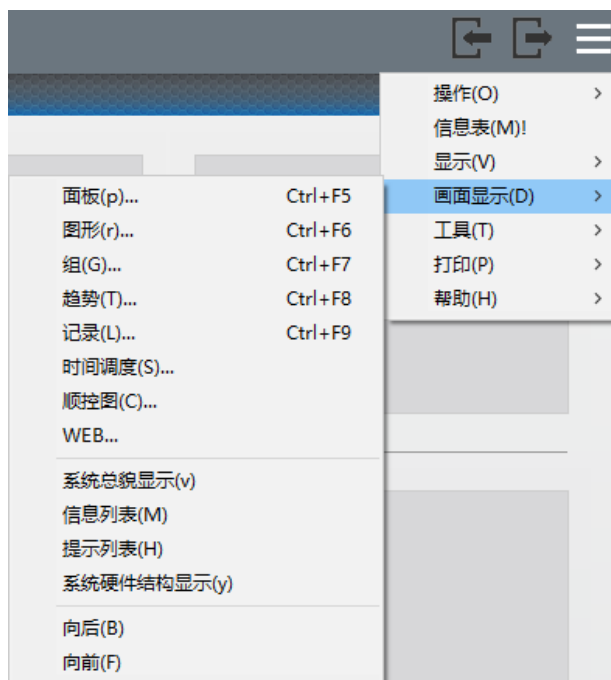 操作(O)
信息表(M)!
显示(V)
画面显示(D)
工具(T)
打印(P)
帮助(H)
面板(p)... Ctrl+F5
图形(r)... Ctrl+F6
组(G)... Ctrl+F7
趋势(T)... Ctrl+F8
记录(L)... Ctrl+F9
时间调度(S)...
顺控图(C)...
WEB...
系统总貌显示(v)
信息列表(M)
提示列表(H)
系统硬件结构显示(y)
向后(B)
向前(F)